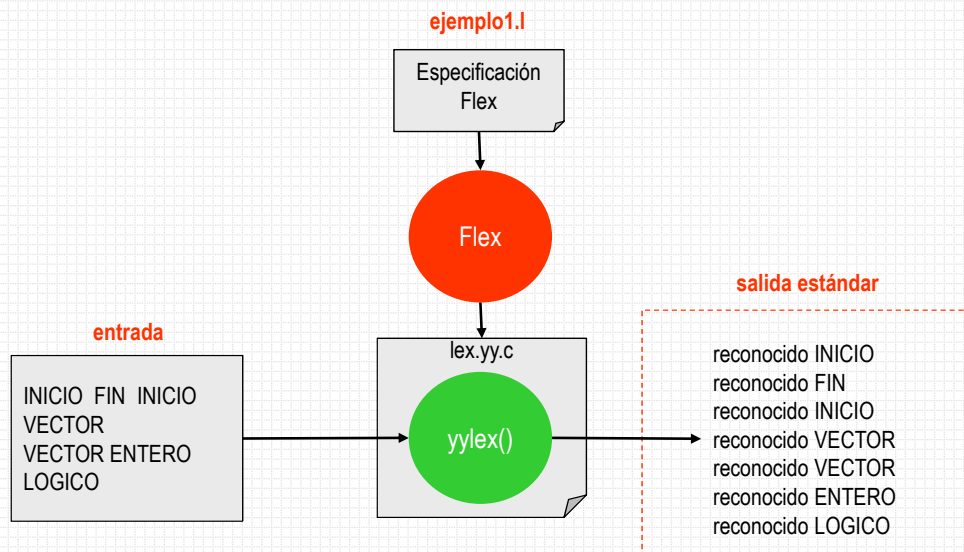 ejemplo1.l
Especificación
Flex
Flex
salida estándar
entrada
lex.yy.c
INICIO FIN INICIO
VECTOR
VECTOR ENTERO
LOGICO
yylex()
reconocido INICIO
reconocido FIN
reconocido INICIO
reconocido VECTOR
reconocido VECTOR
reconocido ENTERO
reconocido LOGICO